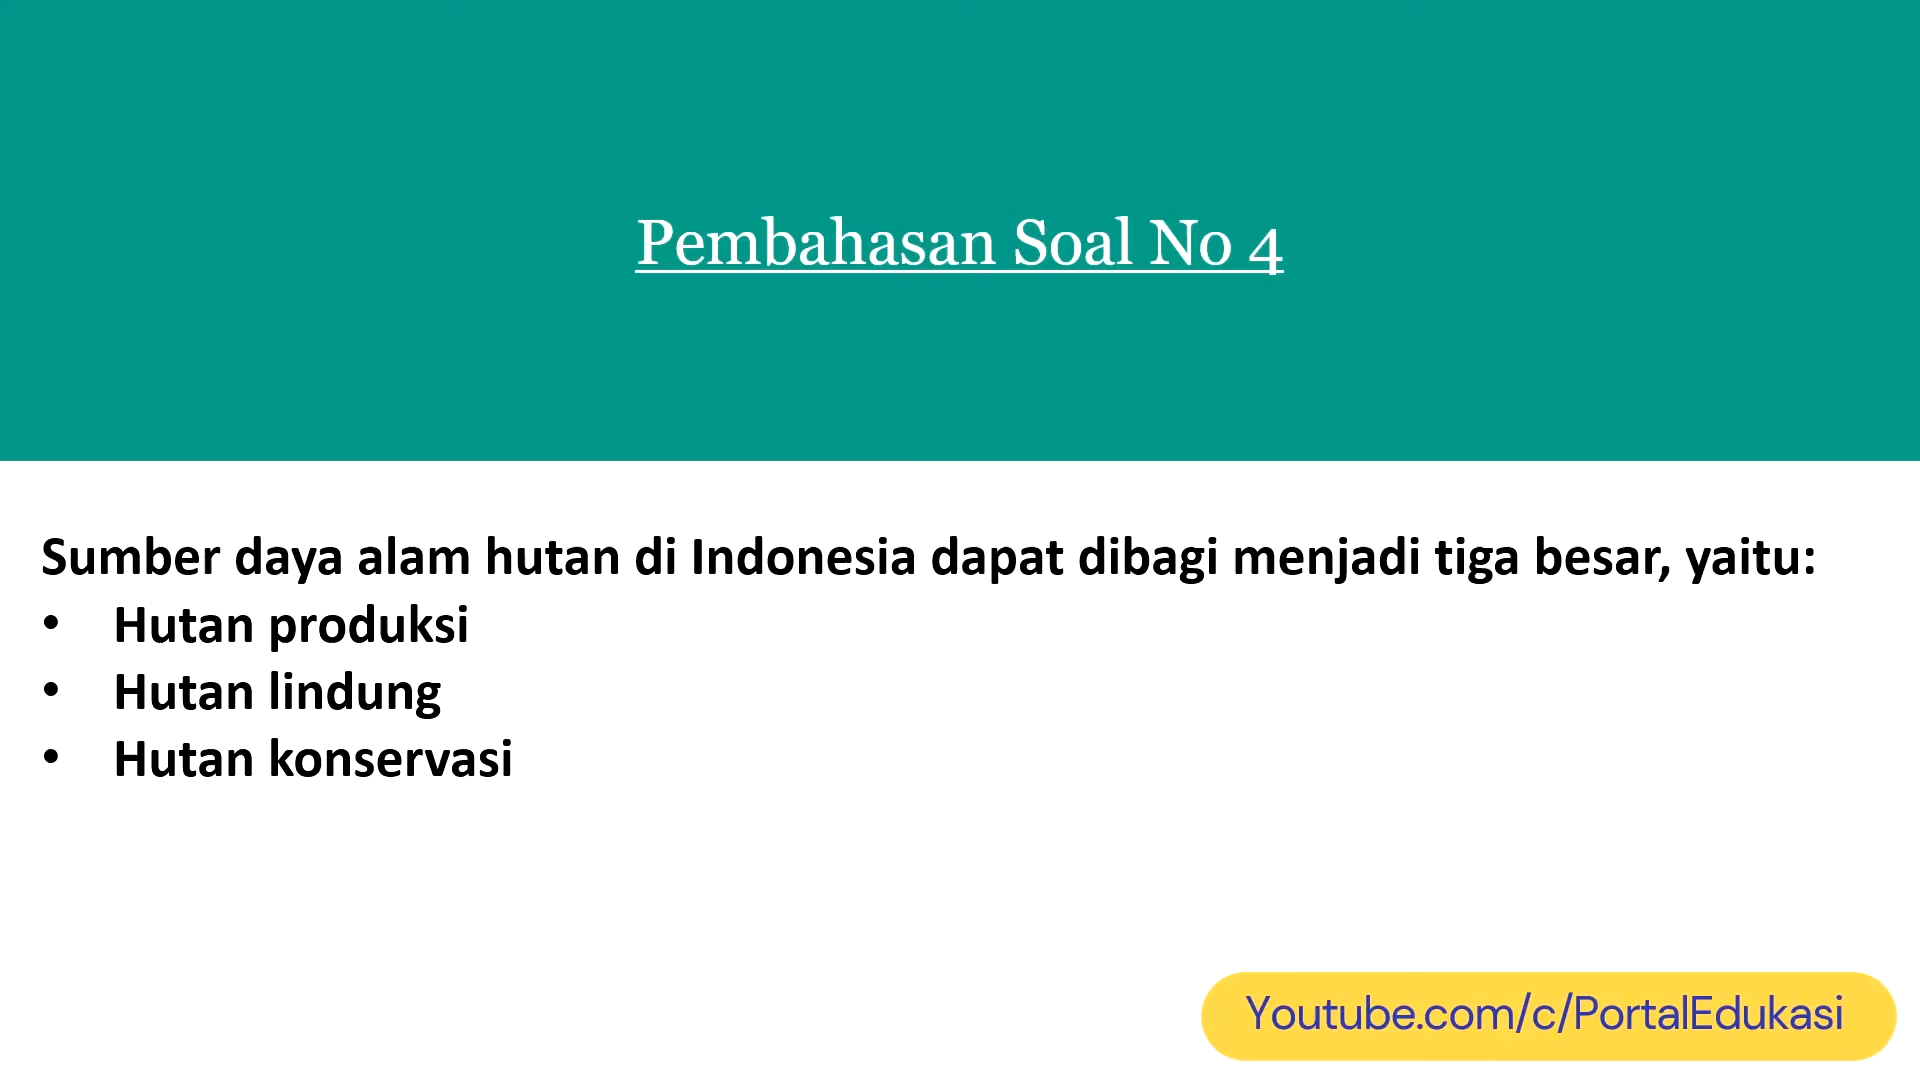 Pembahasan Soal No 4
Sumber daya alam hutan di Indonesia dapat dibagi menjadi tiga besar, yaitu:
• Hutan produksi
• Hutan lindung
• Hutan konservasi
Youtube.com/c/PortalEdukasi